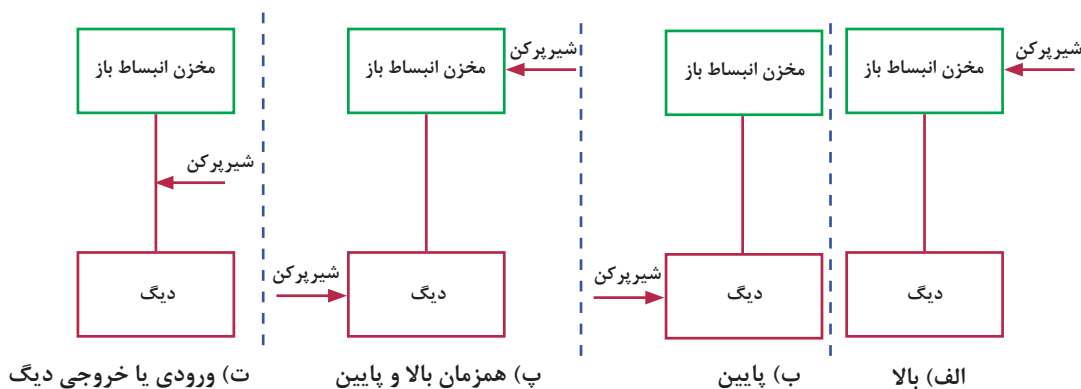 شیرپرکن
مخزن انبساط باز
دیگ
الف) بالا
مخزن انبساط باز
شیرپرکن
دیگ
ب) پایین
شیرپرکن
مخزن انبساط باز
شیرپرکن
دیگ
پ) همزمان بالا و پایین
مخزن انبساط باز
شیرپرکن
دیگ
ت) ورودی یا خروجی دیگ